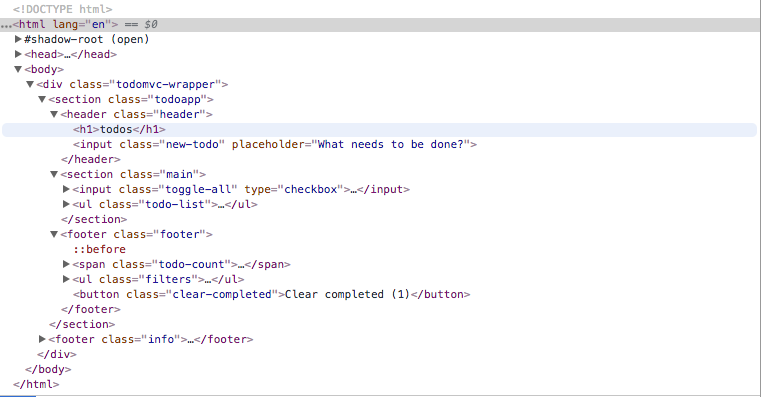 <!DOCTYPE html>
...<html lang="en"> == $0
▶#shadow-root (open)
▶<head>…</head>
▼<body>
▼<div class="todomvc-wrapper">
▼<section class="todoapp">
▼<header class="header">
<h1>todos</h1>
<input class="new-todo" placeholder="What needs to be done?">
</header>
▼<section class="main">
▶<input class="toggle-all" type="checkbox">…</input>
▶<ul class="todo-list">…</ul>
</section>
▼<footer class="footer">
::before
▶<span class="todo-count">…</span>
▶<ul class="filters">…</ul>
<button class="clear-completed">Clear completed (1)</button>
</footer>
</section>
▶<footer class="info">…</footer>
</div>
</body>
</html>